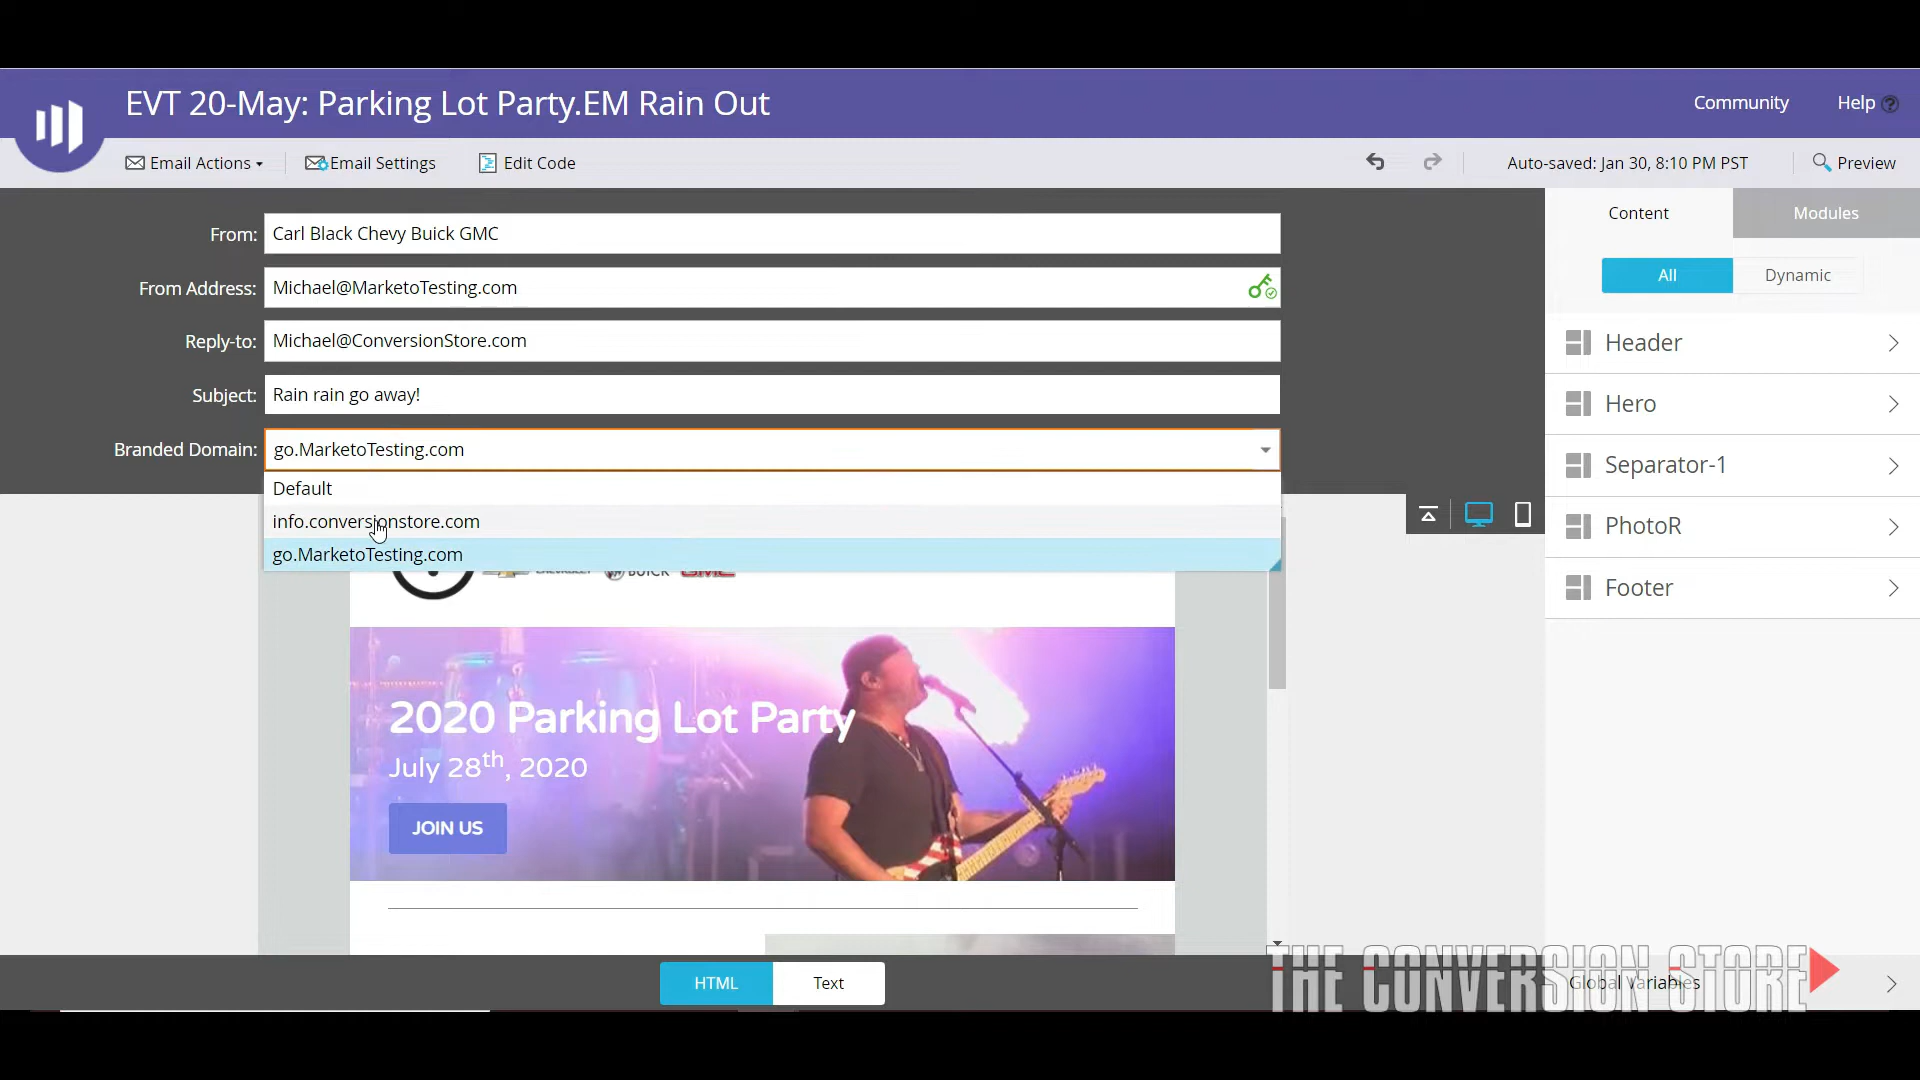 EVT 20-May: Parking Lot Party.EM Rain Out
Community
Help
Email Actions
Email Settings
Edit Code
Auto-saved: Jan 30, 8:10 PM PST
Preview
From: Carl Black Chevy Buick GMC
From Address: Michael@MarketoTesting.com
Reply-to: Michael@ConversionStore.com
Subject: Rain rain go away!
Branded Domain: go.MarketoTesting.com
Default
info.conversionstore.com
go.MarketoTesting.com
Content
Modules
All
Dynamic
Header
Hero
Separator-1
PhotoR
Footer
CHEVROLET BUICK GMC
2020 Parking Lot Party
July 28th, 2020
JOIN US
HTML
Text
Global Variables
THE CONVERSION STORE